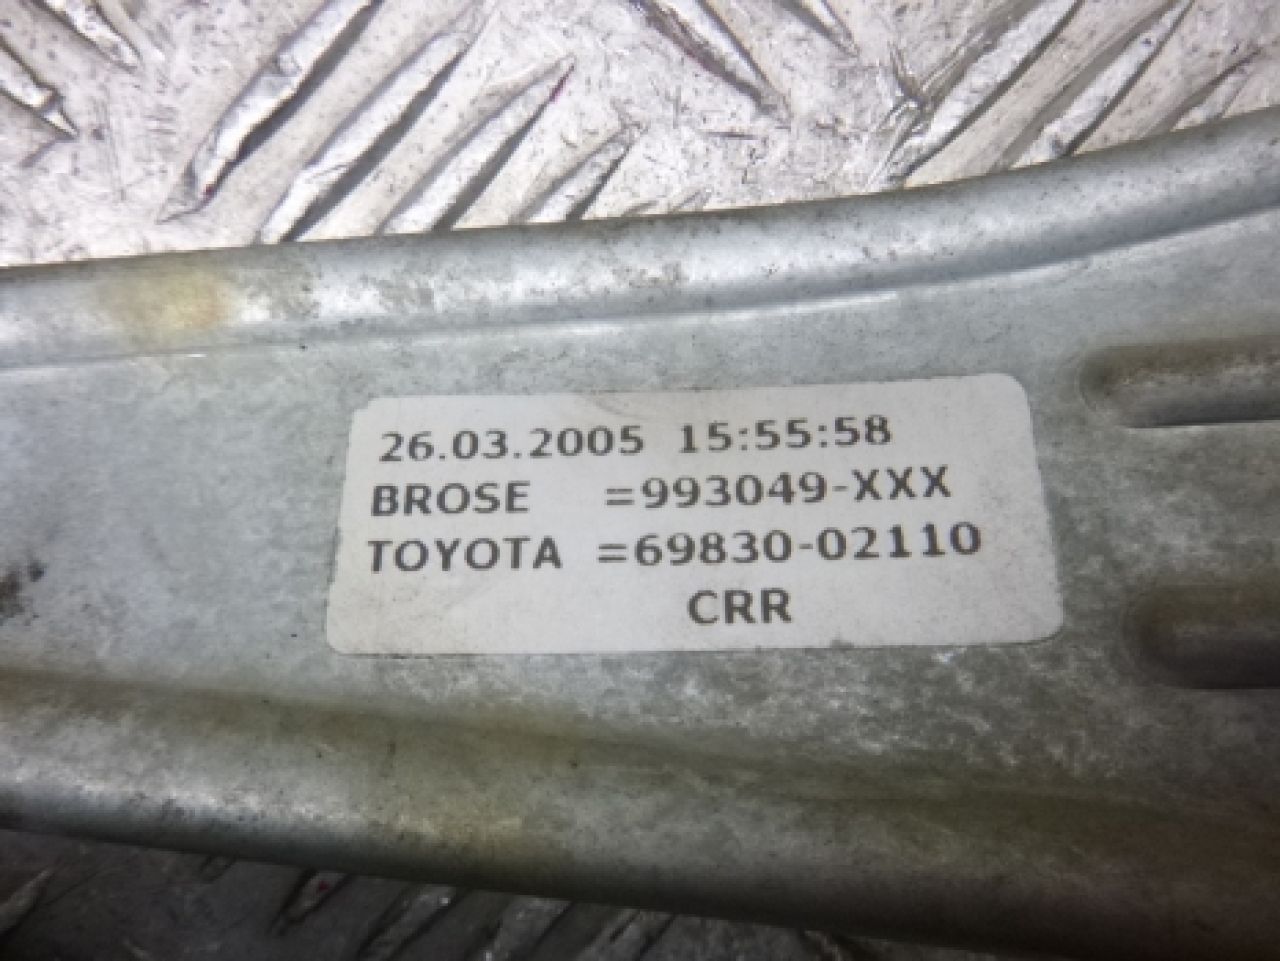 26.03.2005 15:55:58
BROSE =993049-XXX
TOYOTA =69830-02110
CRR